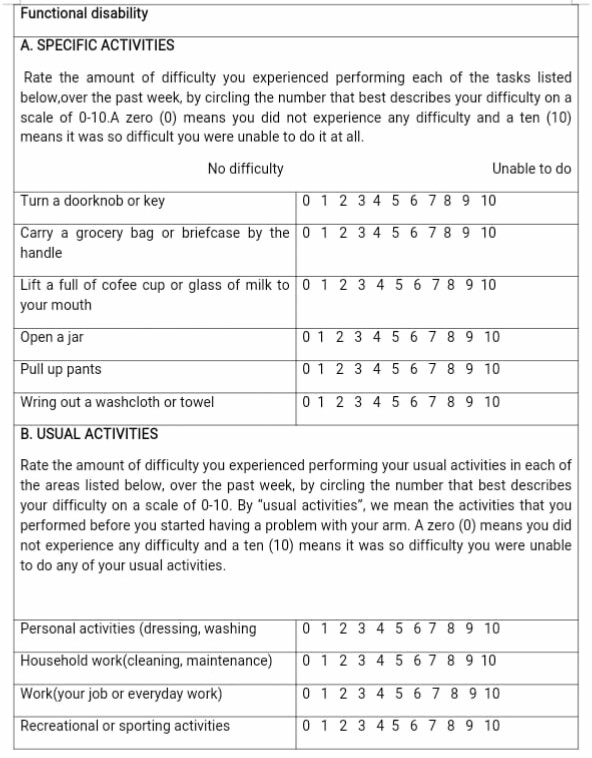 Functional disability
A. SPECIFIC ACTIVITIES
Rate the amount of difficulty you experienced performing each of the tasks listed
below,over the past week, by circling the number that best describes your difficulty on a
scale of 0-10.A zero (0) means you did not experience any difficulty and a ten (10)
means it was so difficult you were unable to do it at all.
No difficulty Unable to do
Turn a doorknob or key 0 1 2 3 4 5 6 7 8 9 10
Carry a grocery bag or briefcase by the 0 1 2 3 4 5 6 7 8 9 10
handle
Lift a full of cofee cup or glass of milk to 0 1 2 3 4 5 6 7 8 9 10
your mouth
Open a jar 0 1 2 3 4 5 6 7 8 9 10
Pull up pants 0 1 2 3 4 5 6 7 8 9 10
Wring out a washcloth or towel 0 1 2 3 4 5 6 7 8 9 10
B. USUAL ACTIVITIES
Rate the amount of difficulty you experienced performing your usual activities in each of
the areas listed below, over the past week, by circling the number that best describes
your difficulty on a scale of 0-10. By "usual activities", we mean the activities that you
performed before you started having a problem with your arm. A zero (0) means you did
not experience any difficulty and a ten (10) means it was so difficulty you were unable
to do any of your usual activities.
Personal activities (dressing, washing 0 1 2 3 4 5 6 7 8 9 10
Household work(cleaning, maintenance) 0 1 2 3 4 5 6 7 8 9 10
Work(your job or everyday work) 0 1 2 3 4 5 6 7 8 9 10
Recreational or sporting activities 0 1 2 3 4 5 6 7 8 9 10